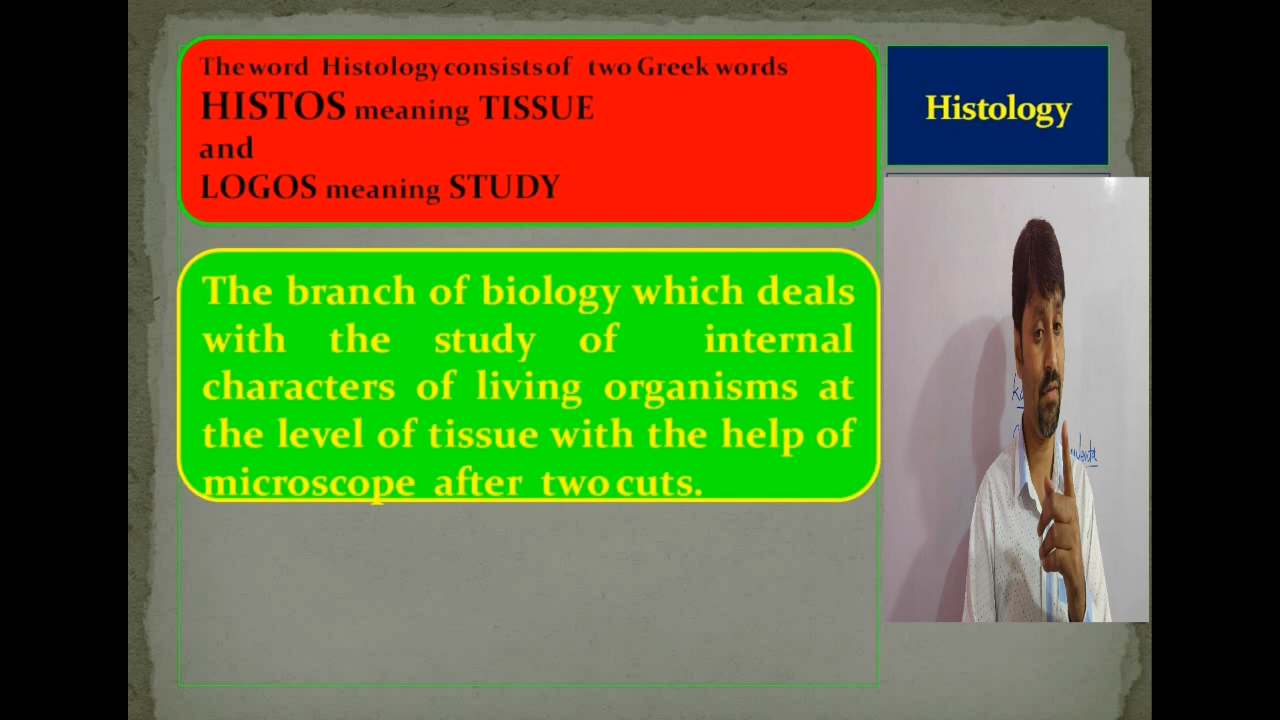 The word Histology consists of two Greek words
HISTOS meaning TISSUE
and
LOGOS meaning STUDY
Histology
The branch of biology which deals
with the study of internal
characters of living organisms at
the level of tissue with the help of
microscope after two cuts.